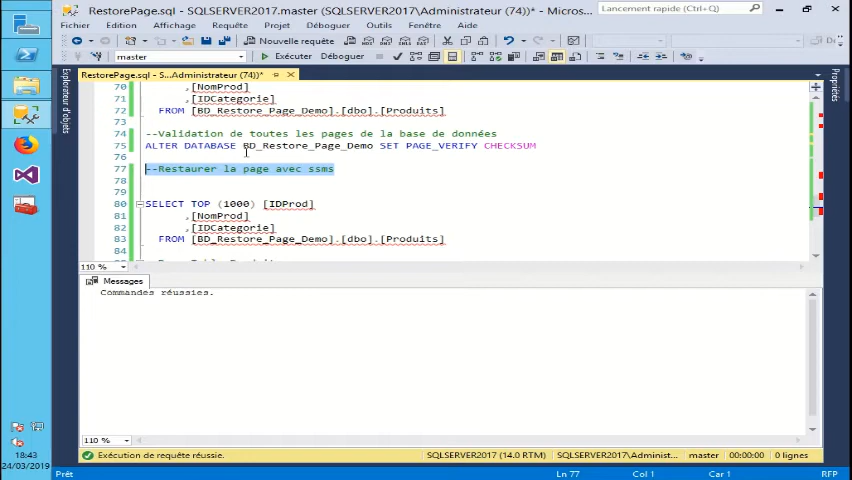 RestorePage.sql - SQLSERVER2017.master (SQLSERVER2017\Administrateur (74))* - Micros...
Lancement rapide (Ctrl+Q)
Fichier Edition Affichage Requête Projet Déboguer Outils Fenêtre Aide
Nouvelle requête
master
Exécuter Déboguer
Explorateur d'objets
RestorePage.sql - S...Administrateur (74))*
Propriétés
70 ,[NomProd]
71 ,[IDCategorie]
72 FROM [BD_Restore_Page_Demo].[dbo].[Produits]
73
74 --Validation de toutes les pages de la base de données
75 ALTER DATABASE BD_Restore_Page_Demo SET PAGE_VERIFY CHECKSUM
76
77 --Restaurer la page avec ssms
78
79
80 SELECT TOP (1000) [IDProd]
81 ,[NomProd]
82 ,[IDCategorie]
83 FROM [BD_Restore_Page_Demo].[dbo].[Produits]
84
110 %
Messages
Commandes réussies.
110 %
Exécution de requête réussie. SQLSERVER2017 (14.0 RTM) SQLSERVER2017\Administ... master 00:00:00 0 lignes
Prêt Ln 77 Col 1 Car 1 RFP
18:43
24/03/2019